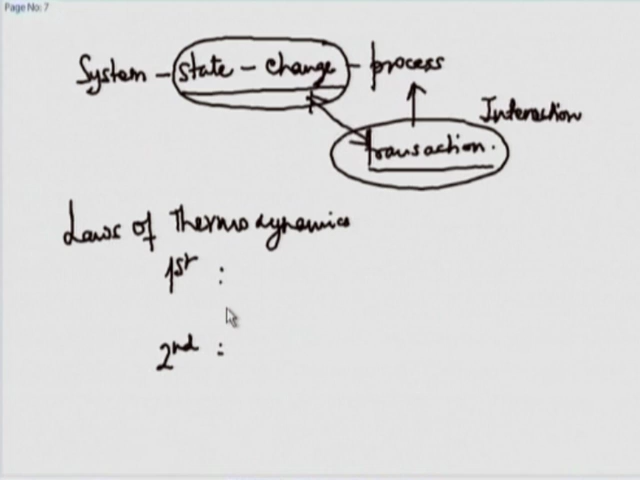 Page No: 7
System - state - change - process
Interaction
transaction.
Laws of Thermodynamics
1st :
2nd :